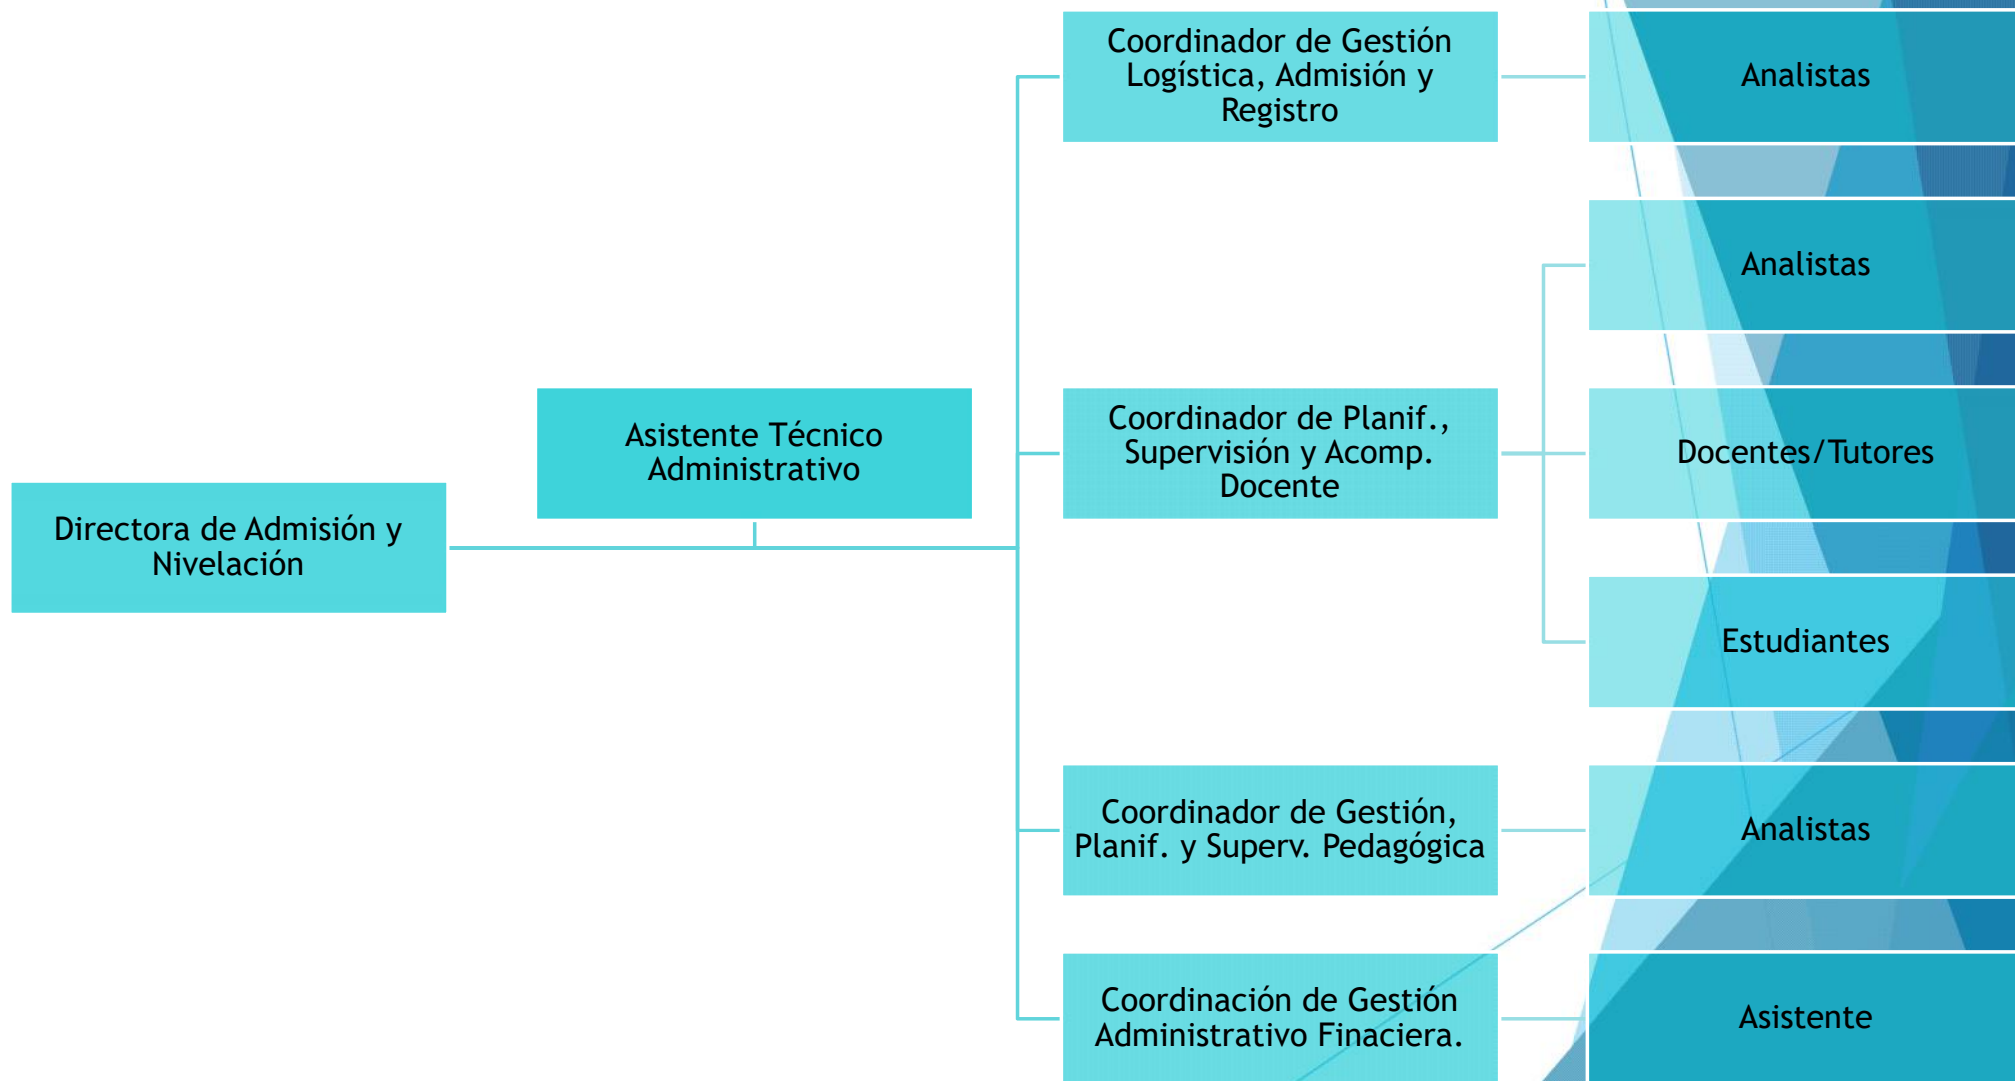 Directora de Admisión y
Nivelación
Asistente Técnico
Administrativo
Coordinador de Gestión
Logística, Admisión y
Registro
Analistas
Coordinador de Planif.,
Supervisión y Acomp.
Docente
Analistas
Docentes/Tutores
Estudiantes
Coordinador de Gestión,
Planif. y Superv. Pedagógica
Analistas
Coordinación de Gestión
Administrativo Finaciera.
Asistente